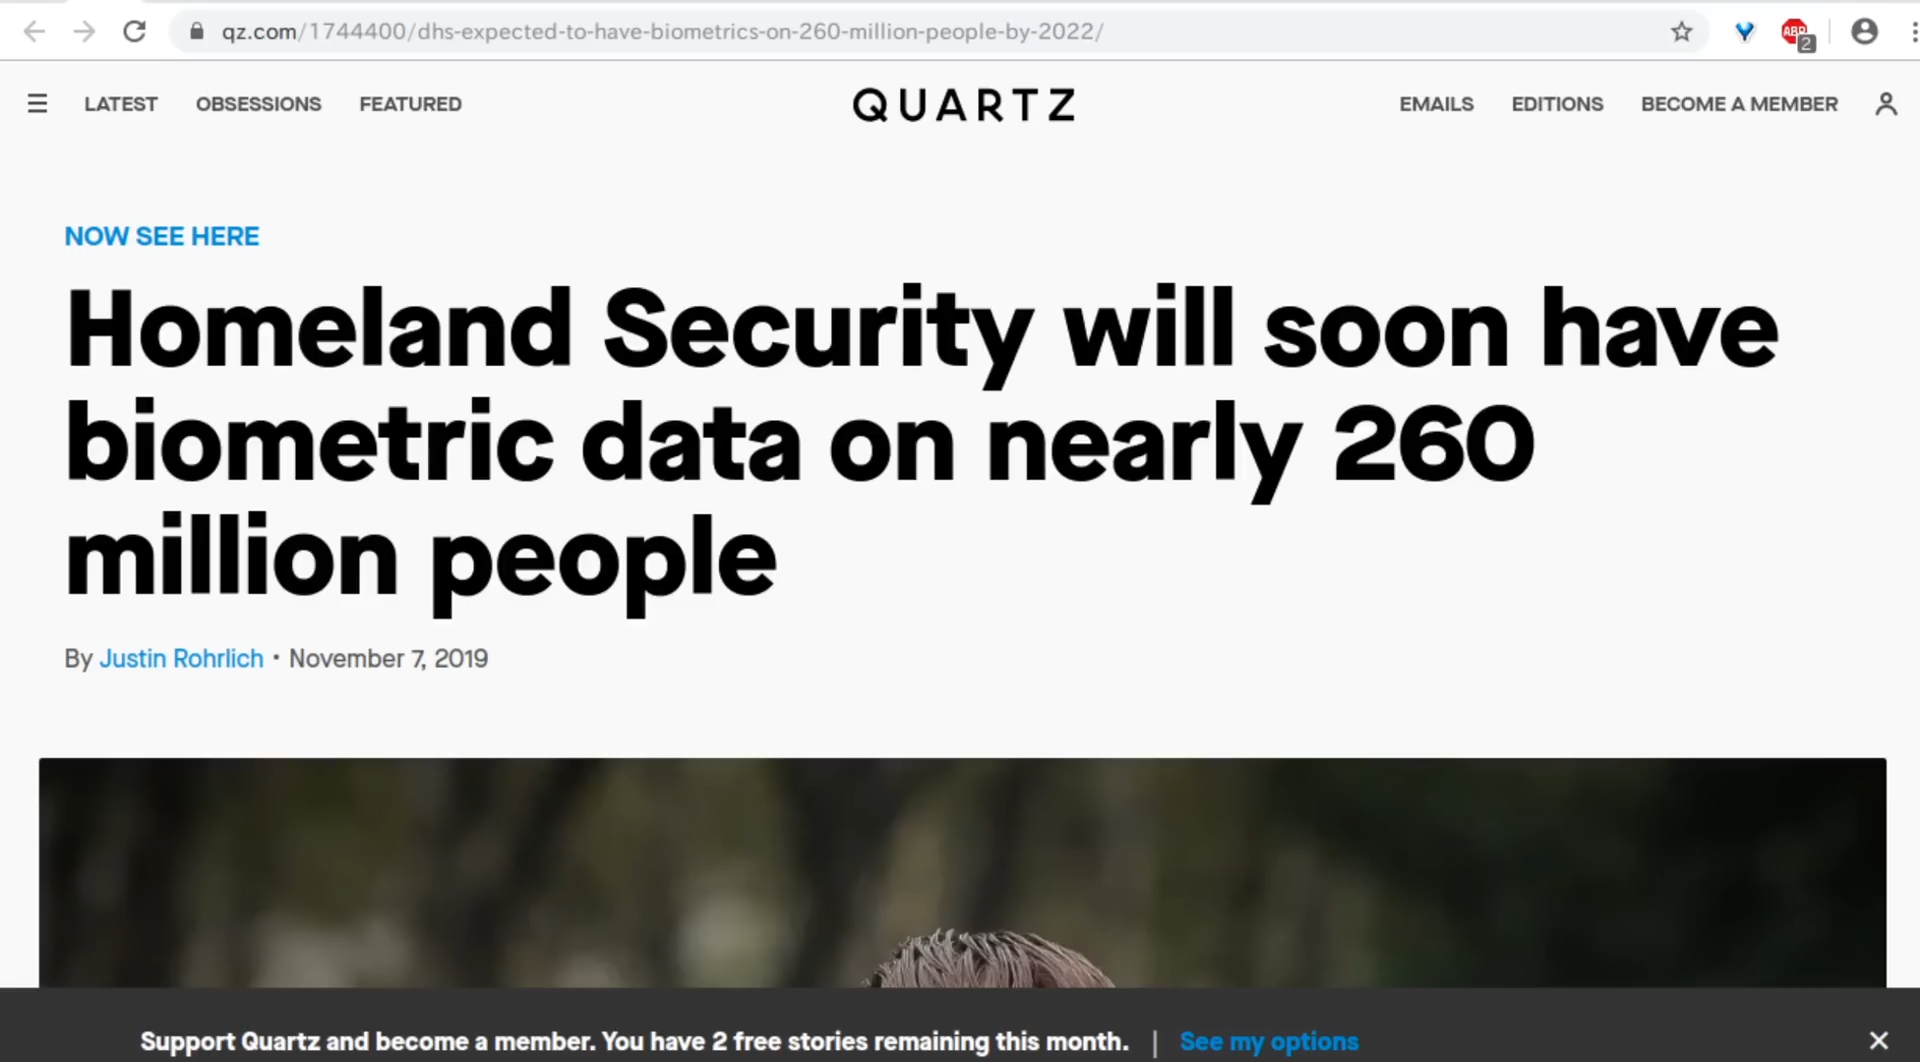 qz.com/1744400/dhs-expected-to-have-biometrics-on-260-million-people-by-2022/
ABP
2
LATEST OBSESSIONS FEATURED QUARTZ EMAILS EDITIONS BECOME A MEMBER
NOW SEE HERE
Homeland Security will soon have
biometric data on nearly 260
million people
By Justin Rohrlich • November 7, 2019
Support Quartz and become a member. You have 2 free stories remaining this month. | See my options